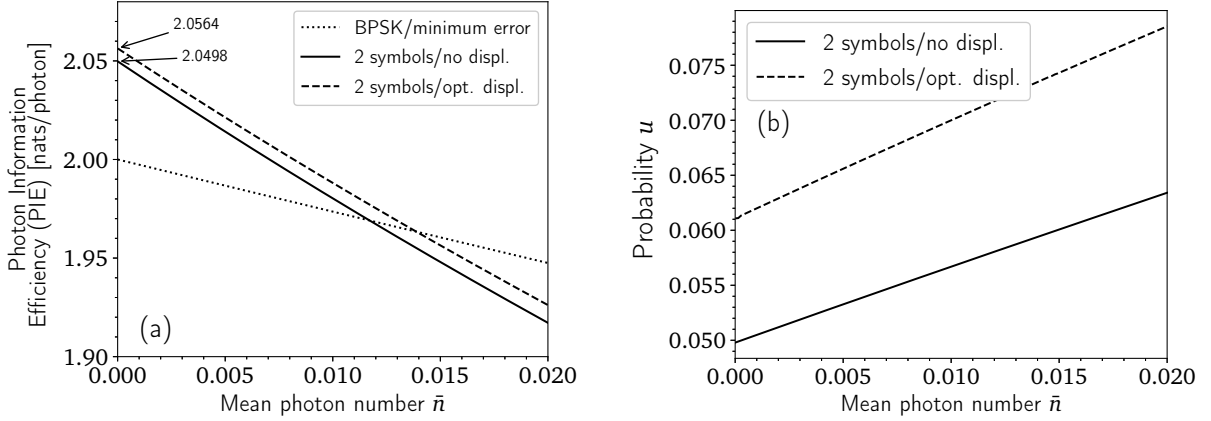 2.0564
2.0498
BPSK/minimum error
2 symbols/no displ.
2 symbols/opt. displ.
Photon Information
Efficiency (PIE) [nats/photon]
2.05
2.00
1.95
1.90
(a)
0.000 0.005 0.010 0.015 0.020
Mean photon number n̄
2 symbols/no displ.
2 symbols/opt. displ.
(b)
Probability u
0.075
0.070
0.065
0.060
0.055
0.050
0.000 0.005 0.010 0.015 0.020
Mean photon number n̄